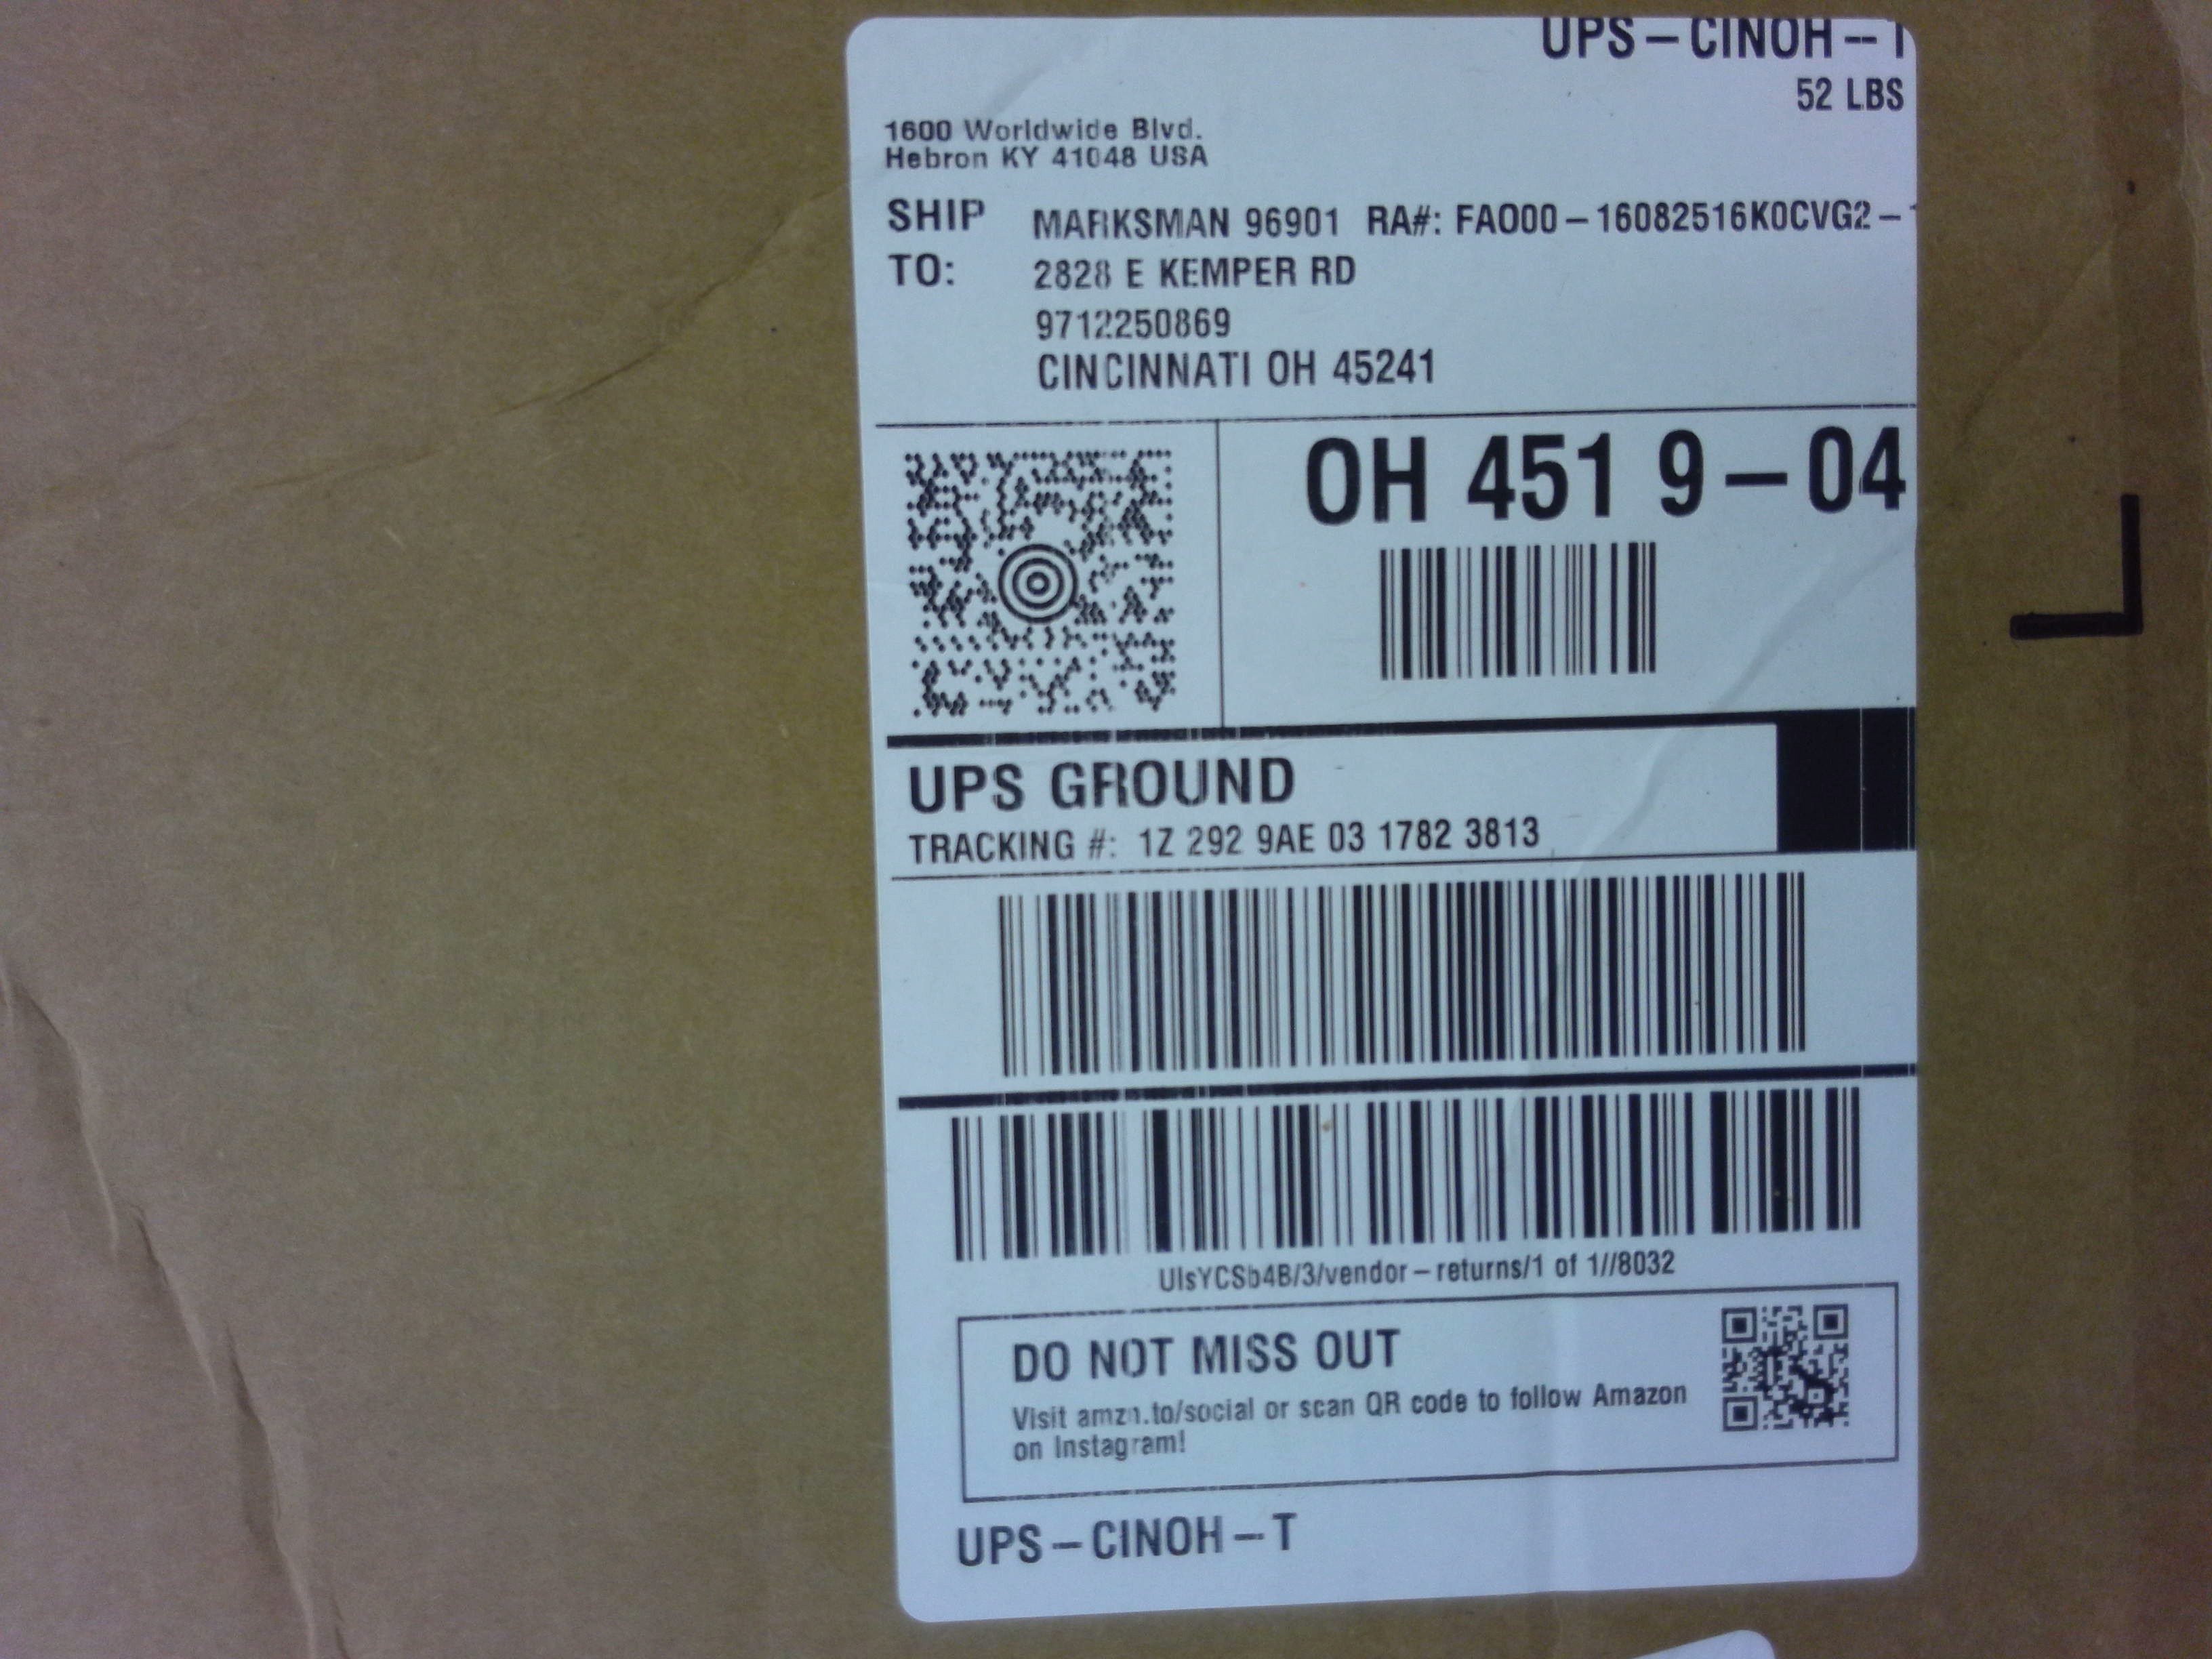 UPS – CINOH – T
52 LBS
1600 Worldwide Blvd.
Hebron KY 41048 USA
SHIP TO:
MARKSMAN 96901 RA#: FAO00 – 16082516K0CVG2 –
2828 E KEMPER RD
9712250869
CINCINNATI OH 45241
OH 451 9 – 04
UPS GROUND
TRACKING #: 1Z 292 9AE 03 1782 3813
UIsYCSb4B/3/vendor – returns/1 of 1//8032
DO NOT MISS OUT
Visit amzn.to/social or scan QR code to follow Amazon
on Instagram!
UPS – CINOH – T